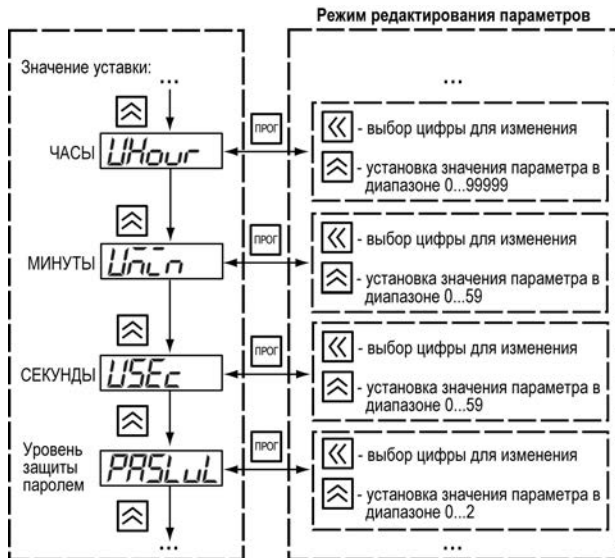 Режим редактирования параметров
Значение уставки:
...
...
ПРОГ
- выбор цифры для изменения
ЧАСЫ
UHour
- установка значения параметра в
диапазоне 0...99999
ПРОГ
- выбор цифры для изменения
МИНУТЫ
Umin
- установка значения параметра в
диапазоне 0...59
ПРОГ
- выбор цифры для изменения
СЕКУНДЫ
USEc
- установка значения параметра в
диапазоне 0...59
ПРОГ
Уровень
защиты
паролем
PASLvL
- выбор цифры для изменения
- установка значения параметра в
диапазоне 0...2
...
...